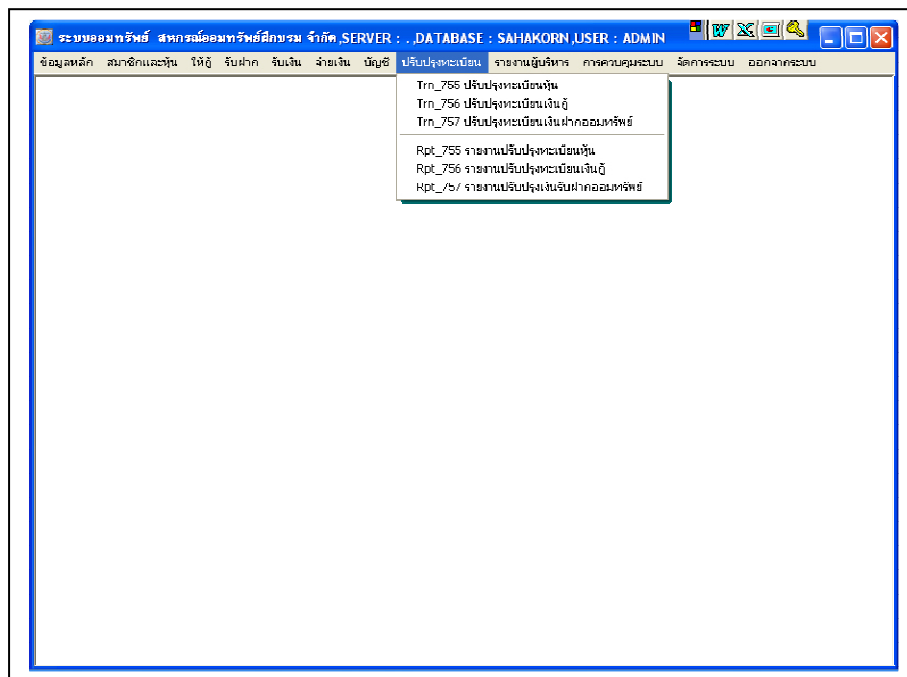 ระบบออมทรัพย์ สหกรณ์ออมทรัพย์ฝึกบรม จำกัด,SERVER : . ,DATABASE : SAHAKORN ,USER : ADMIN
ข้อมูลหลัก สมาชิกและหุ้น ให้กู้ รับฝาก รับเงิน จ่ายเงิน บัญชี ปรับปรุงทะเบียน รายงานผู้บริหาร การควบคุมระบบ จัดการระบบ ออกจากระบบ
Trn_755 ปรับปรุงทะเบียนหุ้น
Trn_756 ปรับปรุงทะเบียนเงินกู้
Trn_757 ปรับปรุงทะเบียนเงินฝากออมทรัพย์
Rpt_755 รายงานปรับปรุงทะเบียนหุ้น
Rpt_756 รายงานปรับปรุงทะเบียนเงินกู้
Rpt_757 รายงานปรับปรุงเงินรับฝากออมทรัพย์